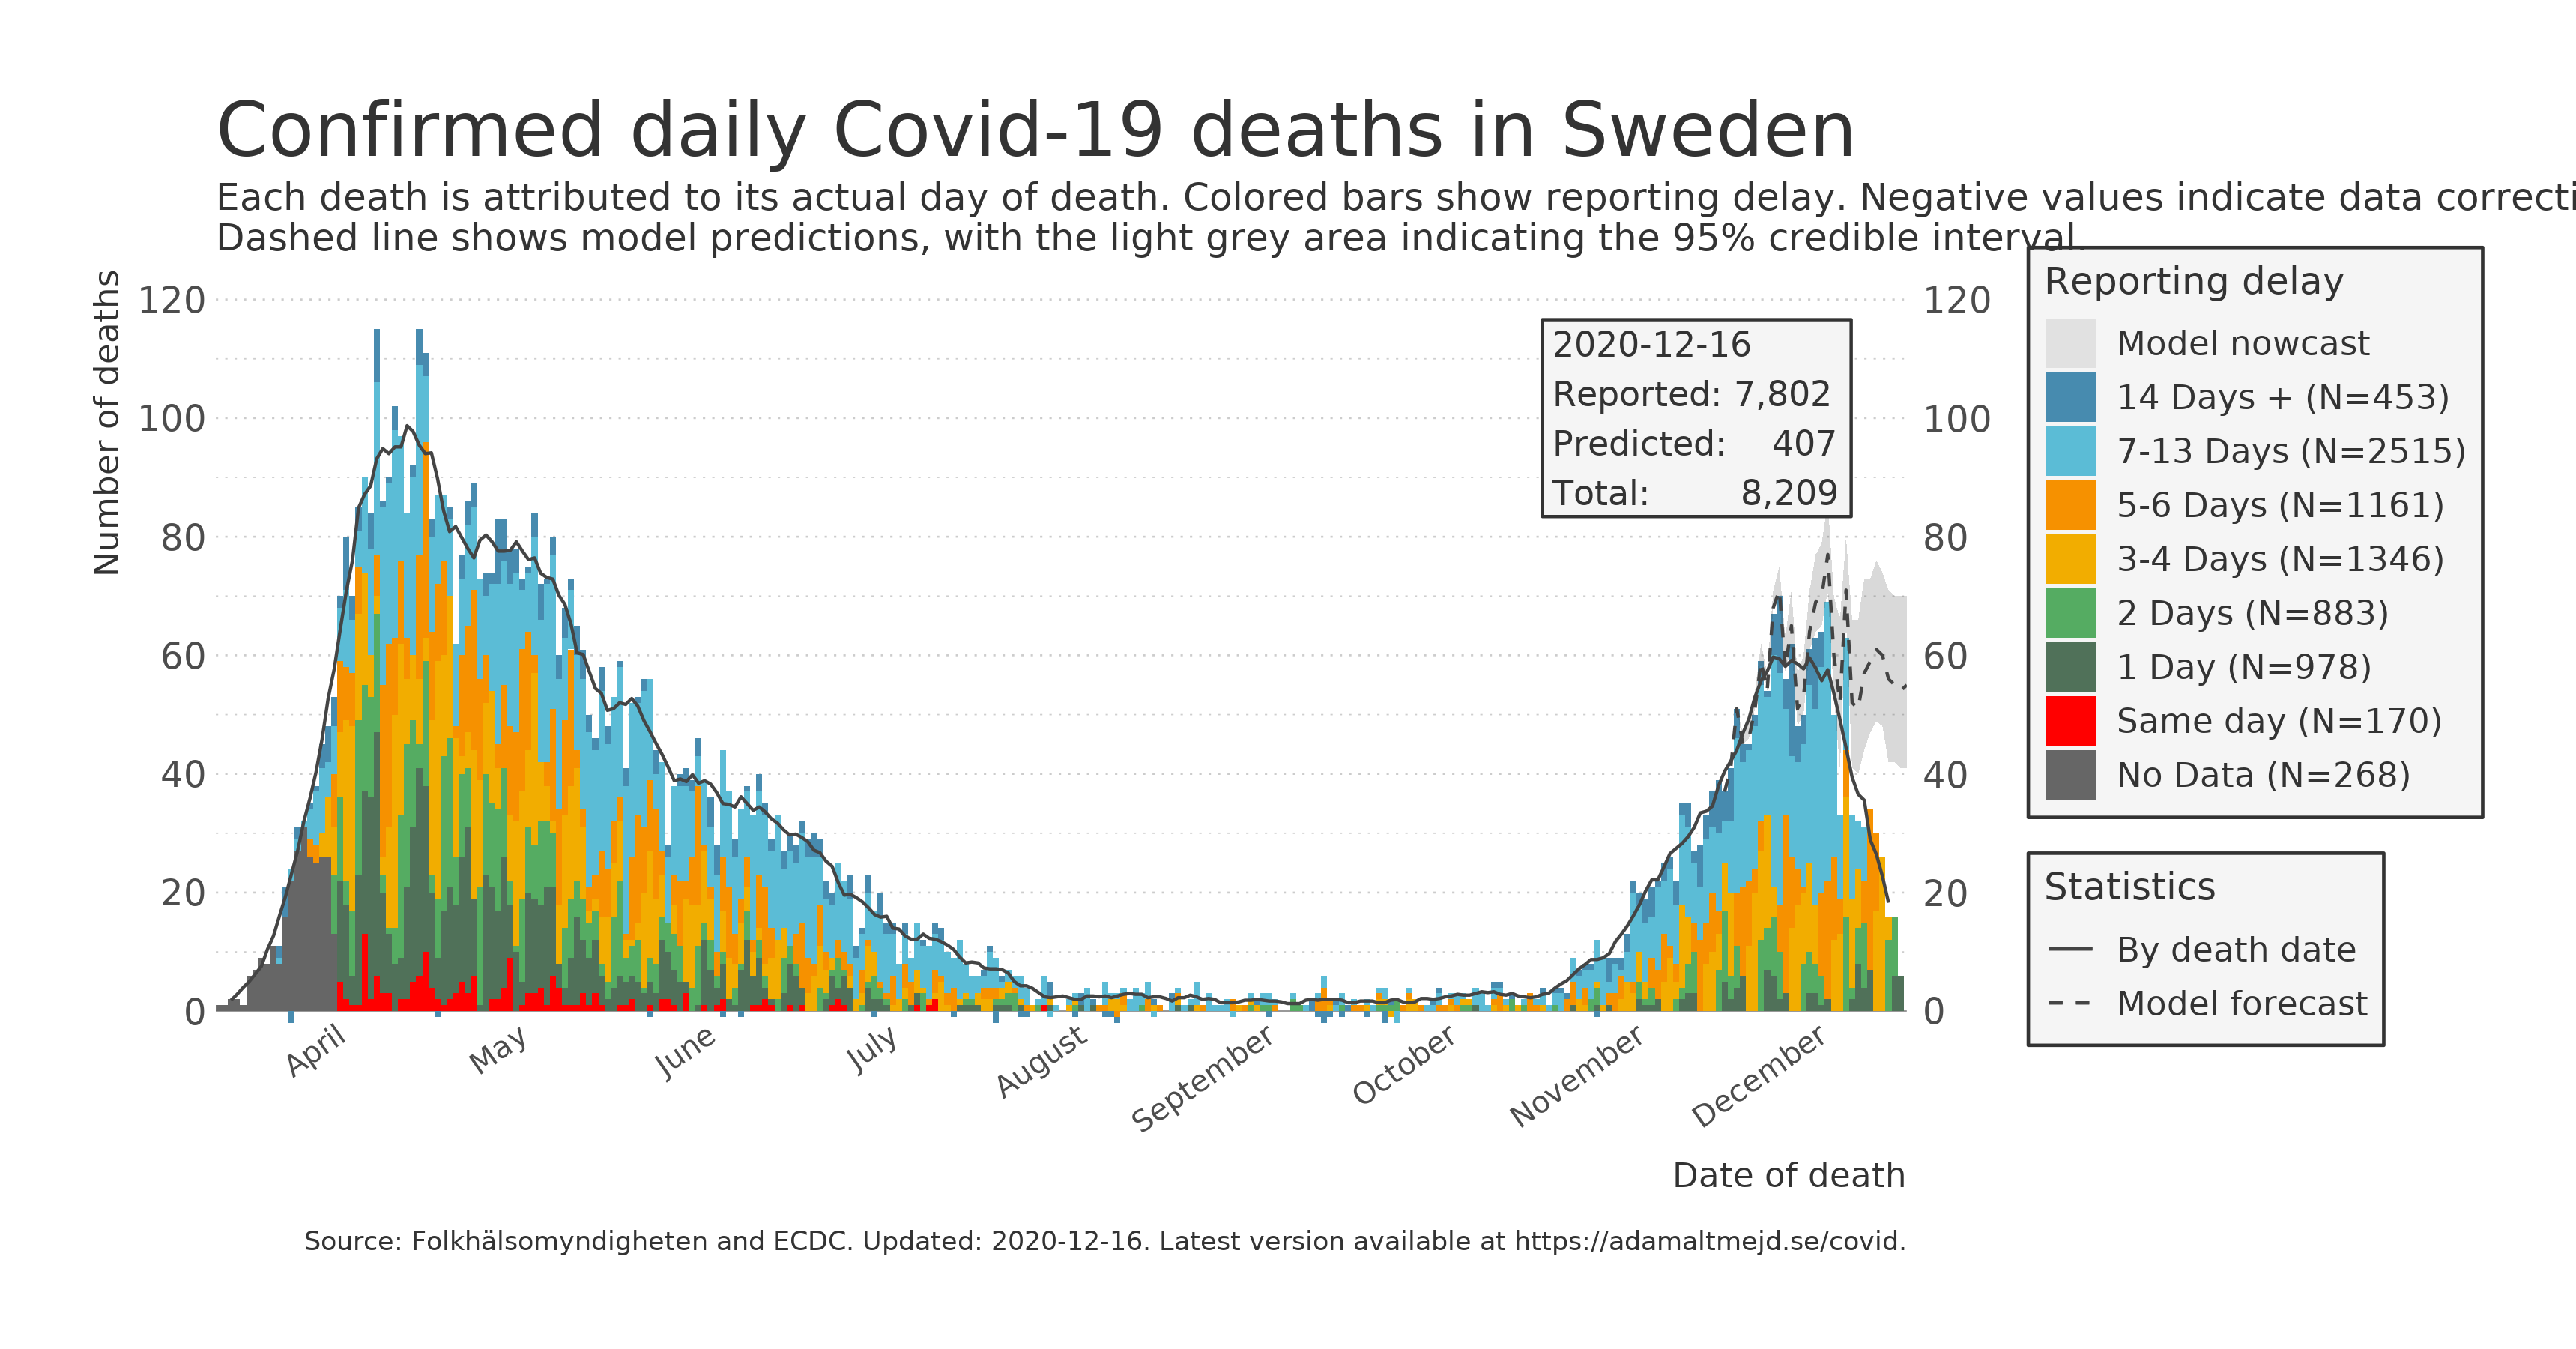 Confirmed daily Covid-19 deaths in Sweden
Each death is attributed to its actual day of death. Colored bars show reporting delay. Negative values indicate data correcti
Dashed line shows model predictions, with the light grey area indicating the 95% credible interval.
Number of deaths
120
100
80
60
40
20
0
2020-12-16
Reported: 7,802
Predicted: 407
Total: 8,209
120
100
80
60
40
20
0
April
May
June
July
August
September
October
November
December
Date of death
Reporting delay
Model nowcast
14 Days + (N=453)
7-13 Days (N=2515)
5-6 Days (N=1161)
3-4 Days (N=1346)
2 Days (N=883)
1 Day (N=978)
Same day (N=170)
No Data (N=268)
Statistics
By death date
Model forecast
Source: Folkhälsomyndigheten and ECDC. Updated: 2020-12-16. Latest version available at https://adamaltmejd.se/covid.